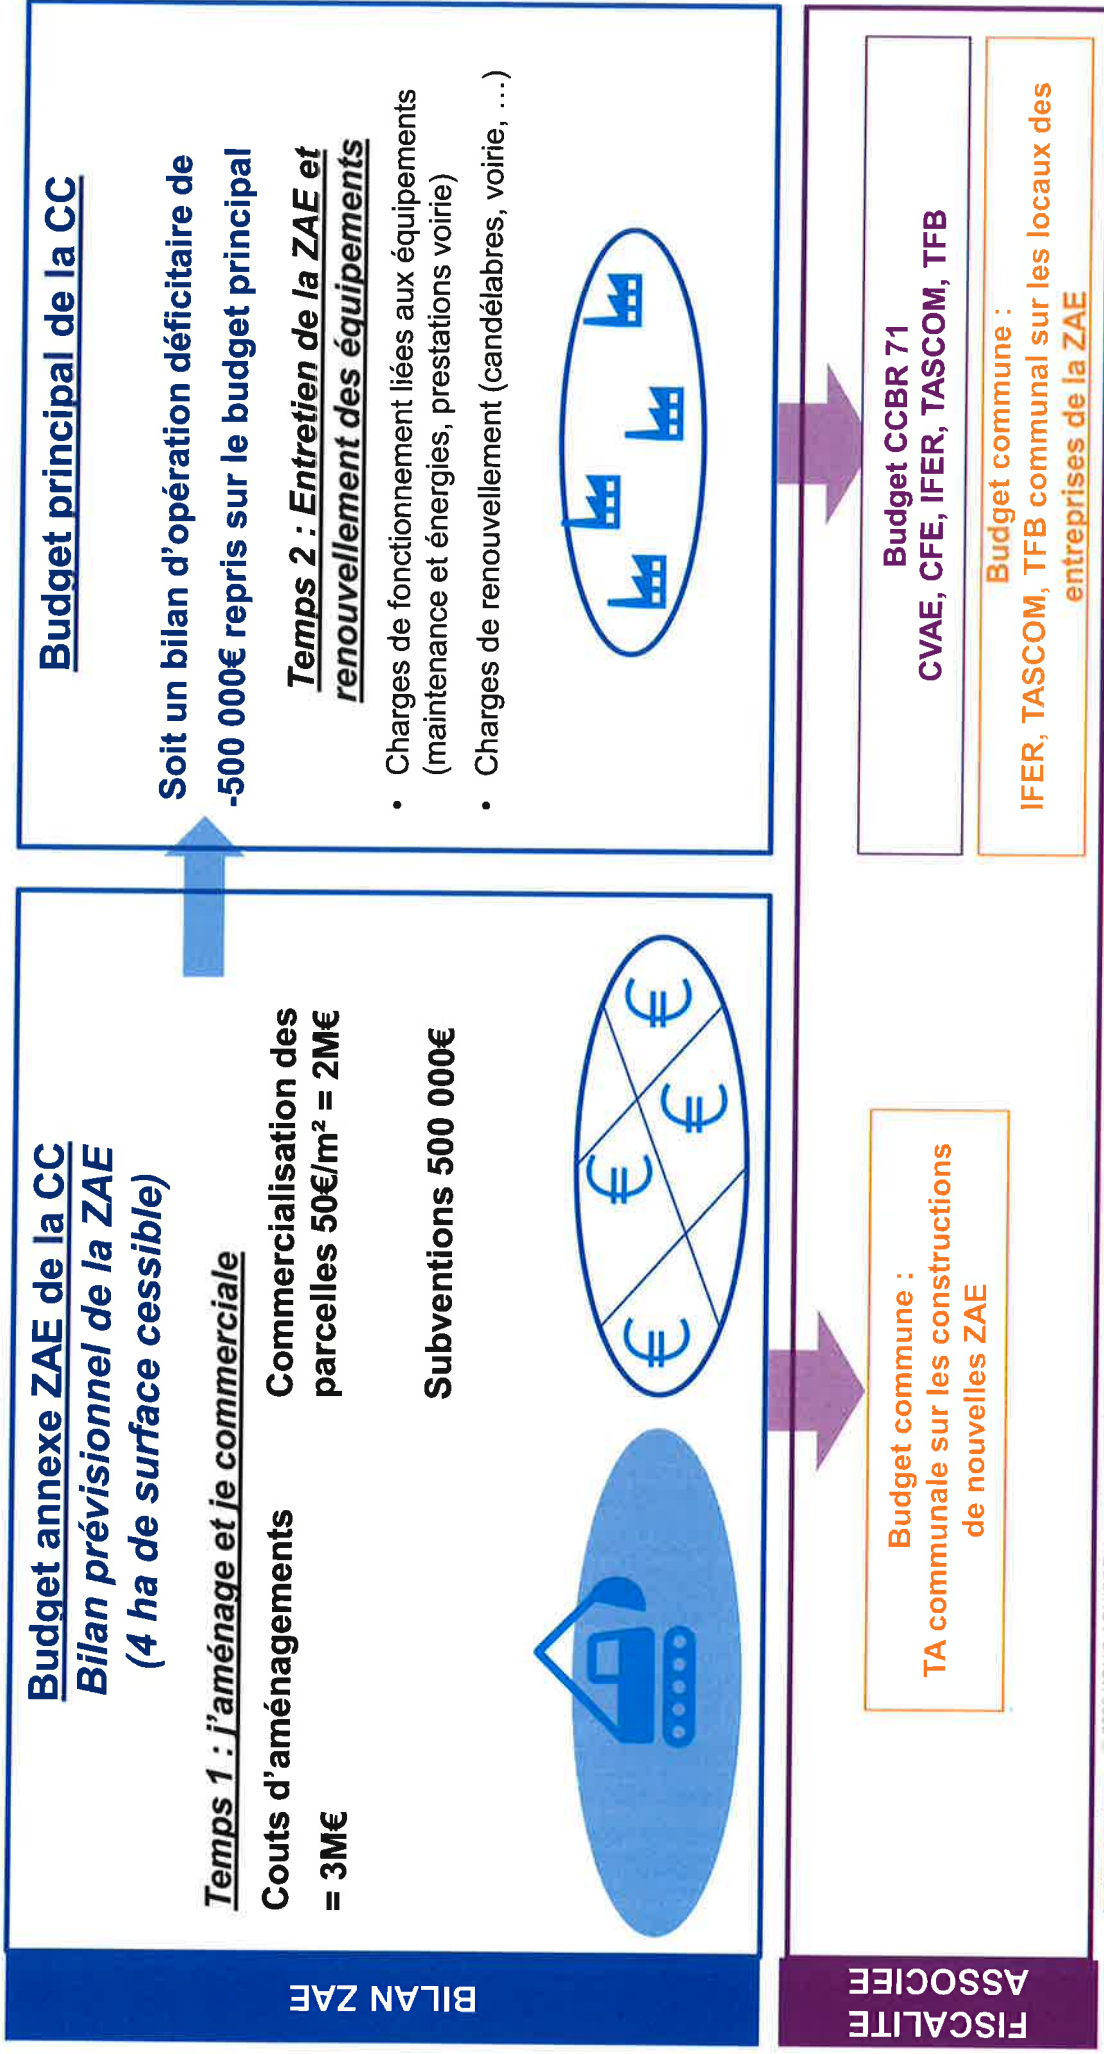 BILAN ZAE
Budget annexe ZAE de la CC
Bilan prévisionnel de la ZAE
(4 ha de surface cessible)
Temps 1 : j'aménage et je commerciale
Couts d'aménagements
= 3M€
Commercialisation des
parcelles 50€/m² = 2M€
Subventions 500 000€
€
€
€
€
Budget principal de la CC
Soit un bilan d'opération déficitaire de
-500 000€ repris sur le budget principal
Temps 2 : Entretien de la ZAE et
renouvellement des équipements
• Charges de fonctionnement liées aux équipements
(maintenance et énergies, prestations voirie)
• Charges de renouvellement (candélabres, voirie, …)
FISCALITE
ASSOCIEE
Budget commune :
TA communale sur les constructions
de nouvelles ZAE
Budget CCBR 71
CVAE, CFE, IFER, TASCOM, TFB
Budget commune :
IFER, TASCOM, TFB communal sur les locaux des
entreprises de la ZAE